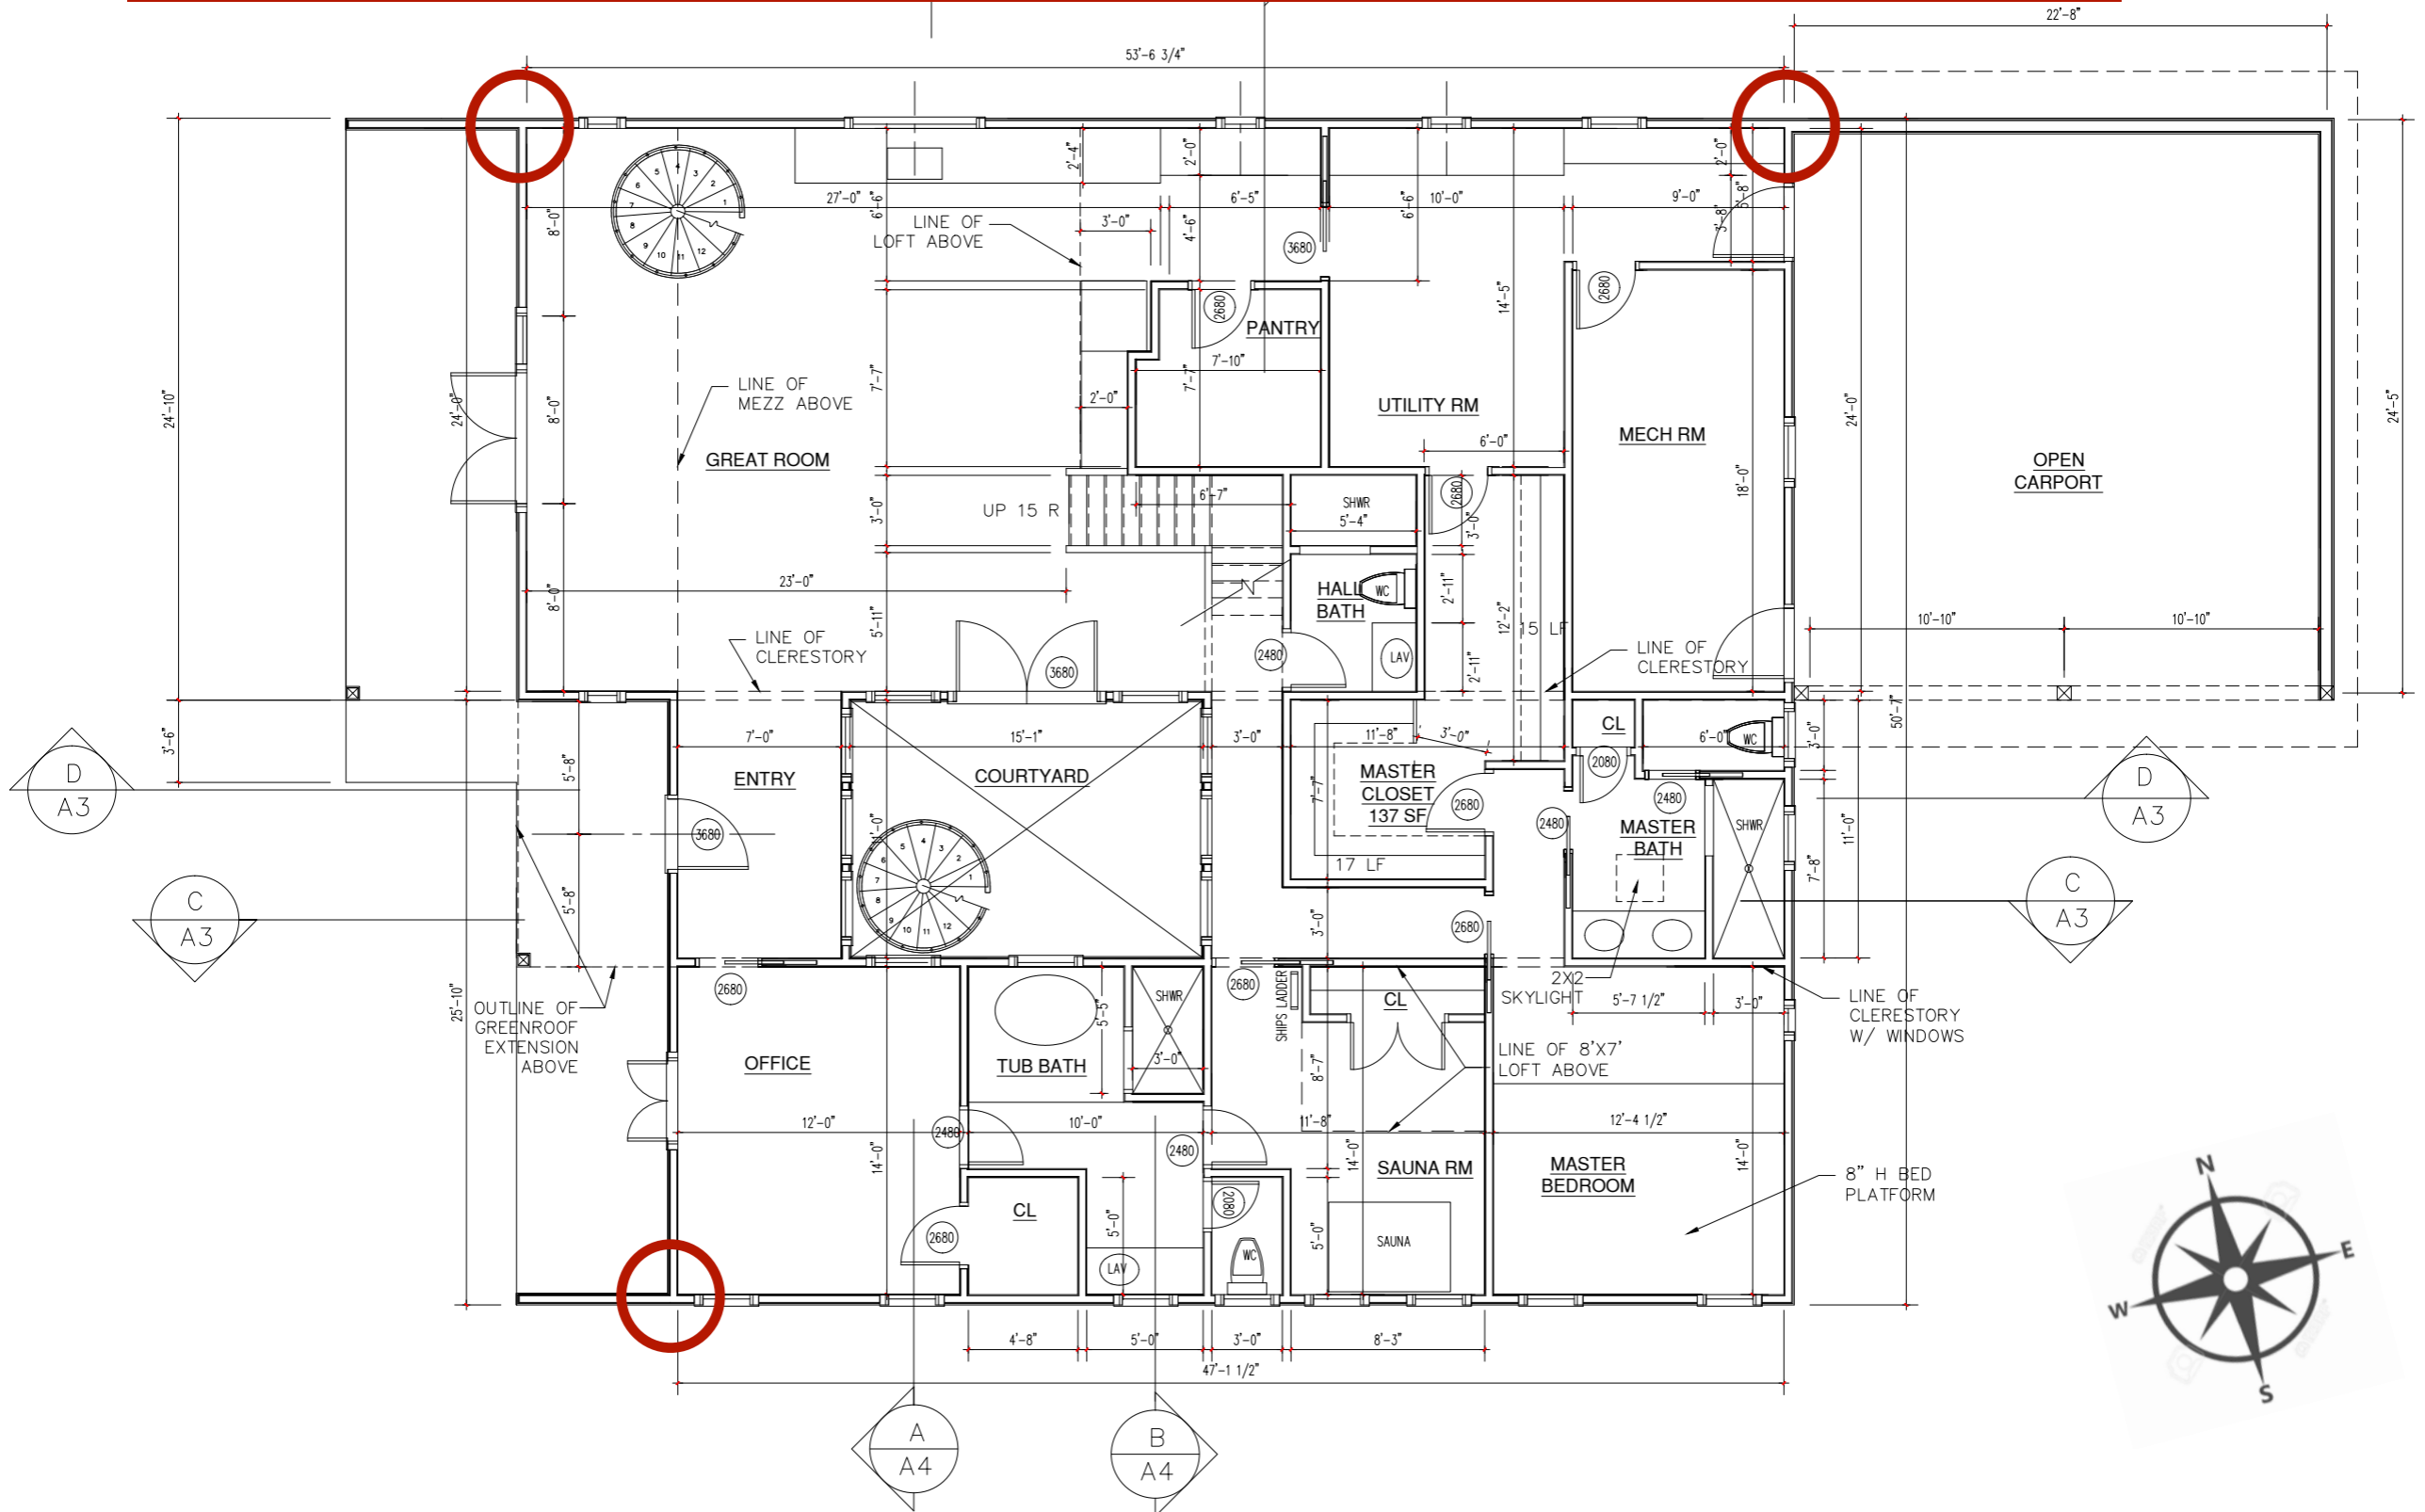 22'-8"
53'-6 3/4"
2'-4"
2'-0"
2'-0"
5'-8"
3'-8"
27'-0"
6'-5"
10'-0"
9'-0"
6'-6"
4'-6"
6'-6"
8'-0"
3'-0"
LINE OF
LOFT ABOVE
3680
2680
2680
PANTRY
7'-10"
7'-7"
7'-7"
14'-5"
LINE OF
MEZZ ABOVE
2'-0"
UTILITY RM
MECH RM
24'-10"
24'-0"
8'-0"
24'-0"
24'-5"
GREAT ROOM
6'-0"
OPEN
CARPORT
18'-0"
2680
UP 15 R
6'-7"
SHWR
5'-4"
3'-0"
3'-0"
23'-0"
8'-0"
5'-11"
HALL
BATH
WC
2'-11"
12'-2"
15 LF
10'-10"
10'-10"
LINE OF
CLERESTORY
3680
2480
LAV
2'-11"
LINE OF
CLERESTORY
3'-6"
5'-8"
7'-0"
15'-1"
3'-0"
11'-8"
3'-0"
CL
6'-0"
WC
3'-0"
50'-7"
ENTRY
COURTYARD
MASTER
CLOSET
137 SF
7'-7"
2080
2680
2480
2480
MASTER
BATH
SHWR
11'-0"
7'-8"
D
A3
D
A3
3680
17 LF
5'-8"
3'-0"
2680
C
A3
C
A3
2680
2680
SHIPS LADDER
2X2
SKYLIGHT
CL
5'-7 1/2"
3'-0"
LINE OF
CLERESTORY
W/ WINDOWS
OUTLINE OF
GREENROOF
EXTENSION
ABOVE
25'-10"
SHWR
5'-5"
3'-0"
OFFICE
TUB BATH
8'-7"
LINE OF 8'X7'
LOFT ABOVE
12'-0"
2480
10'-0"
2480
11'-8"
12'-4 1/2"
14'-0"
14'-0"
14'-0"
SAUNA RM
MASTER
BEDROOM
8" H BED
PLATFORM
CL
2680
5'-0"
2080
5'-0"
SAUNA
LAV
WC
N
E
W
S
4'-8"
5'-0"
3'-0"
8'-3"
47'-1 1/2"
A
A4
B
A4